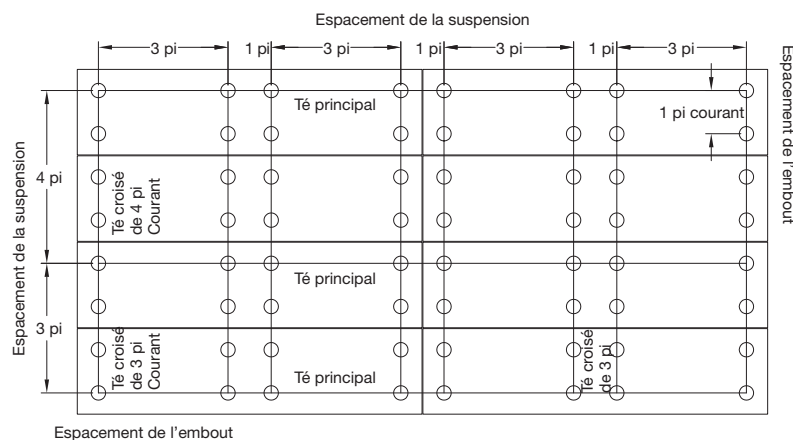 Espacement de la suspension
3 pi
1 pi
3 pi
1 pi
3 pi
1 pi
3 pi
Té principal
1 pi courant
Espacement de l'embout
Espacement de la suspension
4 pi
Té croisé
de 4 pi
Courant
Té principal
3 pi
Té croisé
de 3 pi
Courant
Té principal
Té croisé
de 3 pi
Espacement de l'embout